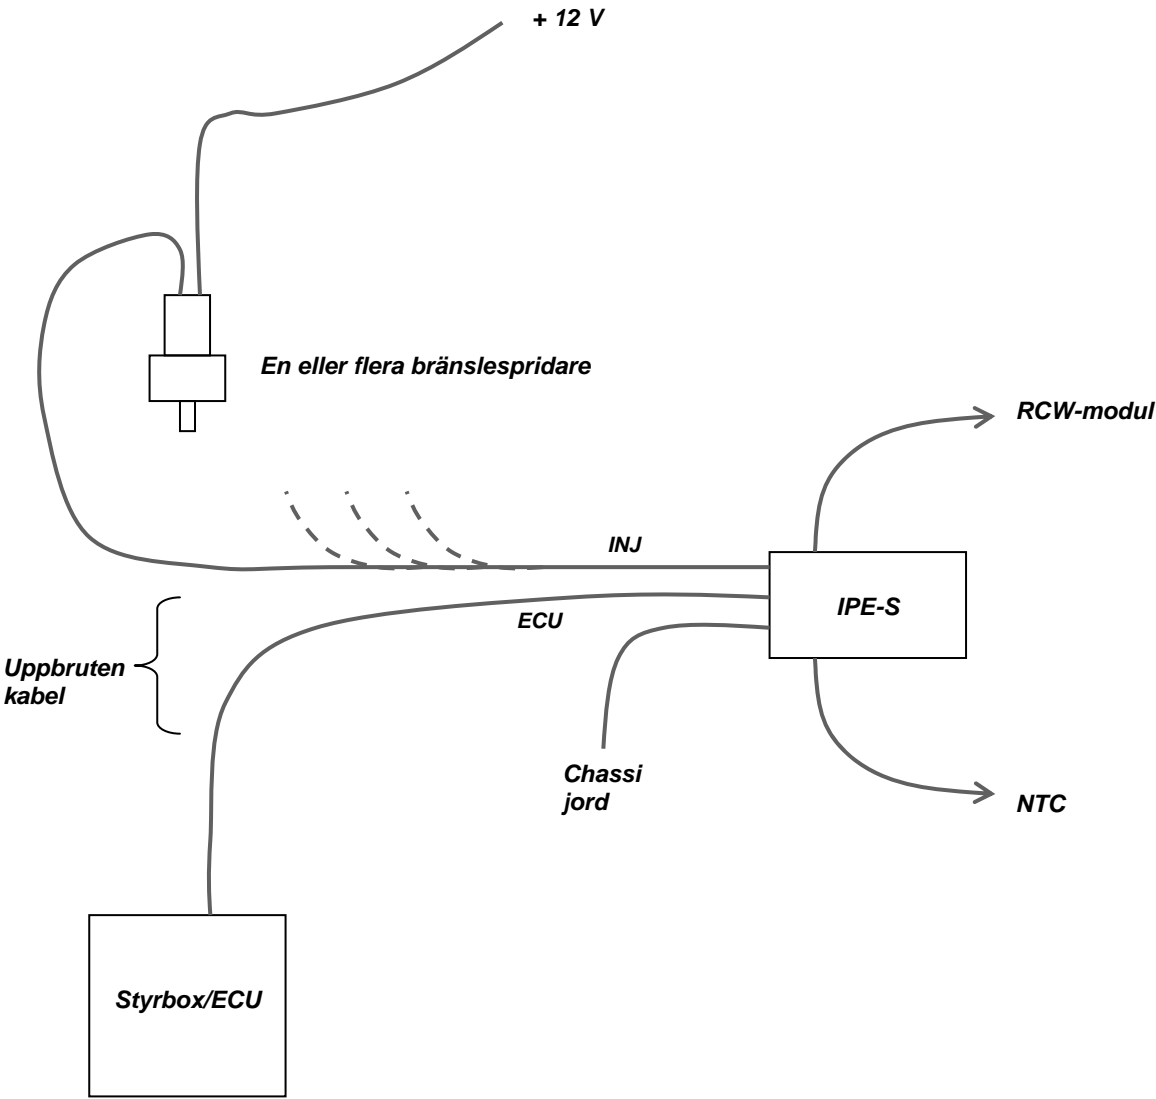 + 12 V
En eller flera bränslespridare
RCW-modul
INJ
IPE-S
ECU
Uppbruten
kabel
Chassi
jord
NTC
Styrbox/ECU